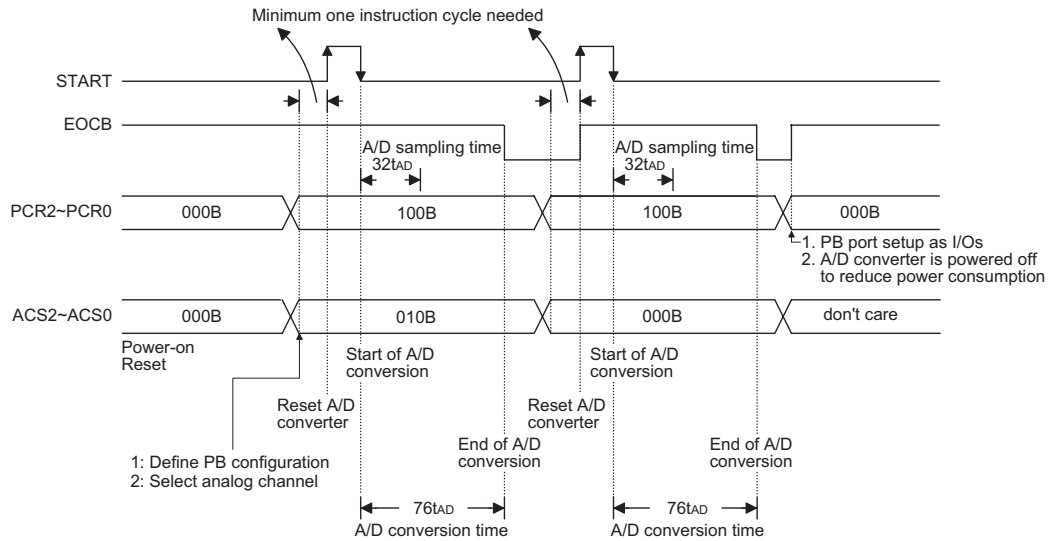 Minimum one instruction cycle needed
START
EOCB
A/D sampling time
32tAD
A/D sampling time
32tAD
PCR2~PCR0
000B
100B
100B
000B
1. PB port setup as I/Os
2. A/D converter is powered off
to reduce power consumption
ACS2~ACS0
000B
010B
000B
don't care
Power-on
Reset
Start of A/D
conversion
Start of A/D
conversion
Reset A/D
converter
Reset A/D
converter
1: Define PB configuration
2: Select analog channel
End of A/D
conversion
End of A/D
conversion
76tAD
A/D conversion time
76tAD
A/D conversion time